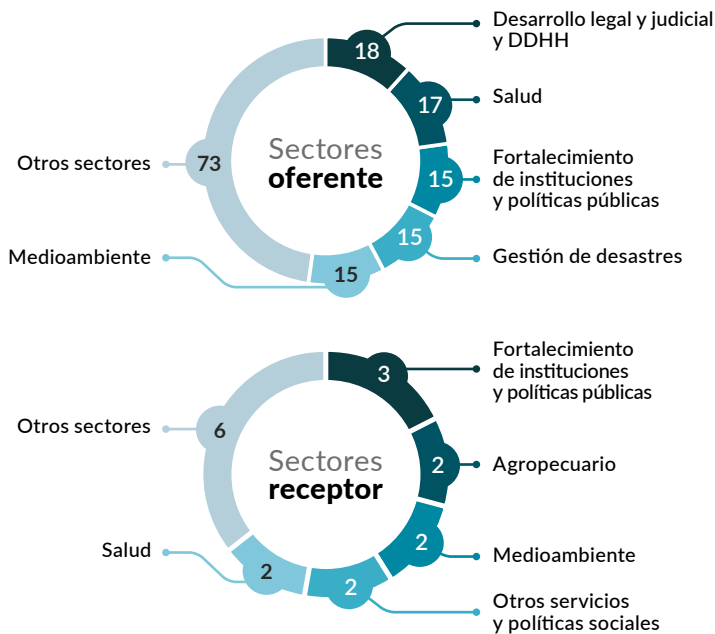 Sectores
oferente
18
Desarrollo legal y judicial
y DDHH
17
Salud
15
Fortalecimiento
de instituciones
y políticas públicas
15
Gestión de desastres
15
Medioambiente
73
Otros sectores
Sectores
receptor
3
Fortalecimiento
de instituciones
y políticas públicas
2
Agropecuario
2
Medioambiente
2
Otros servicios
y políticas sociales
2
Salud
6
Otros sectores